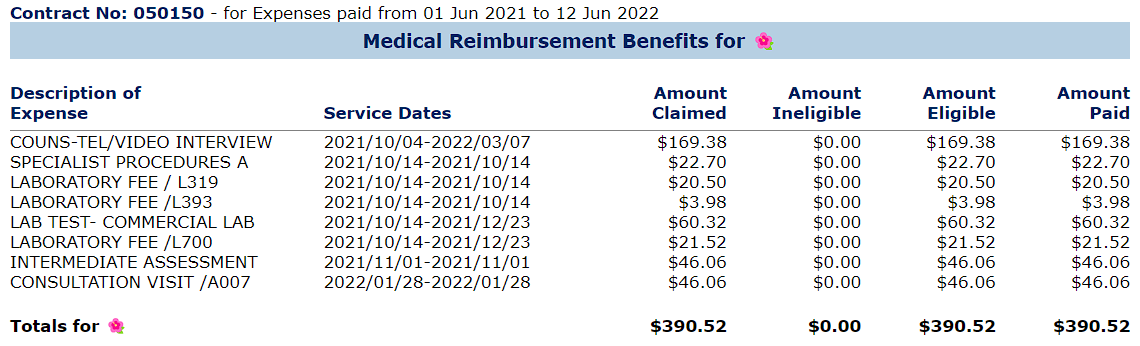 Contract No: 050150 - for Expenses paid from 01 Jun 2021 to 12 Jun 2022
Medical Reimbursement Benefits for 🌺
Description of Expense Service Dates Amount Claimed Amount Ineligible Amount Eligible Amount Paid
COUNS-TEL/VIDEO INTERVIEW 2021/10/04-2022/03/07 $169.38 $0.00 $169.38 $169.38
SPECIALIST PROCEDURES A 2021/10/14-2021/10/14 $22.70 $0.00 $22.70 $22.70
LABORATORY FEE / L319 2021/10/14-2021/10/14 $20.50 $0.00 $20.50 $20.50
LABORATORY FEE /L393 2021/10/14-2021/10/14 $3.98 $0.00 $3.98 $3.98
LAB TEST- COMMERCIAL LAB 2021/10/14-2021/12/23 $60.32 $0.00 $60.32 $60.32
LABORATORY FEE /L700 2021/10/14-2021/12/23 $21.52 $0.00 $21.52 $21.52
INTERMEDIATE ASSESSMENT 2021/11/01-2021/11/01 $46.06 $0.00 $46.06 $46.06
CONSULTATION VISIT /A007 2022/01/28-2022/01/28 $46.06 $0.00 $46.06 $46.06
Totals for 🌺 $390.52 $0.00 $390.52 $390.52